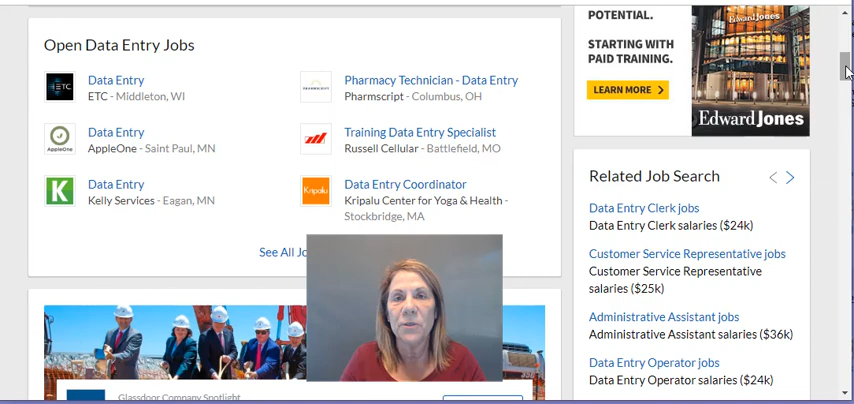 Open Data Entry Jobs
ETC
Data Entry
ETC - Middleton, WI
AppleOne
Data Entry
AppleOne - Saint Paul, MN
K
Data Entry
Kelly Services - Eagan, MN
PHARMSCRIPT
Pharmacy Technician - Data Entry
Pharmscript - Columbus, OH
Training Data Entry Specialist
Russell Cellular - Battlefield, MO
Kripalu
Data Entry Coordinator
Kripalu Center for Yoga & Health -
Stockbridge, MA
See All
Glassdoor Company Spotlight
POTENTIAL.
STARTING WITH
PAID TRAINING.
LEARN MORE
Edward Jones
Edward Jones
Related Job Search
Data Entry Clerk jobs
Data Entry Clerk salaries ($24k)
Customer Service Representative jobs
Customer Service Representative
salaries ($25k)
Administrative Assistant jobs
Administrative Assistant salaries ($36k)
Data Entry Operator jobs
Data Entry Operator salaries ($24k)